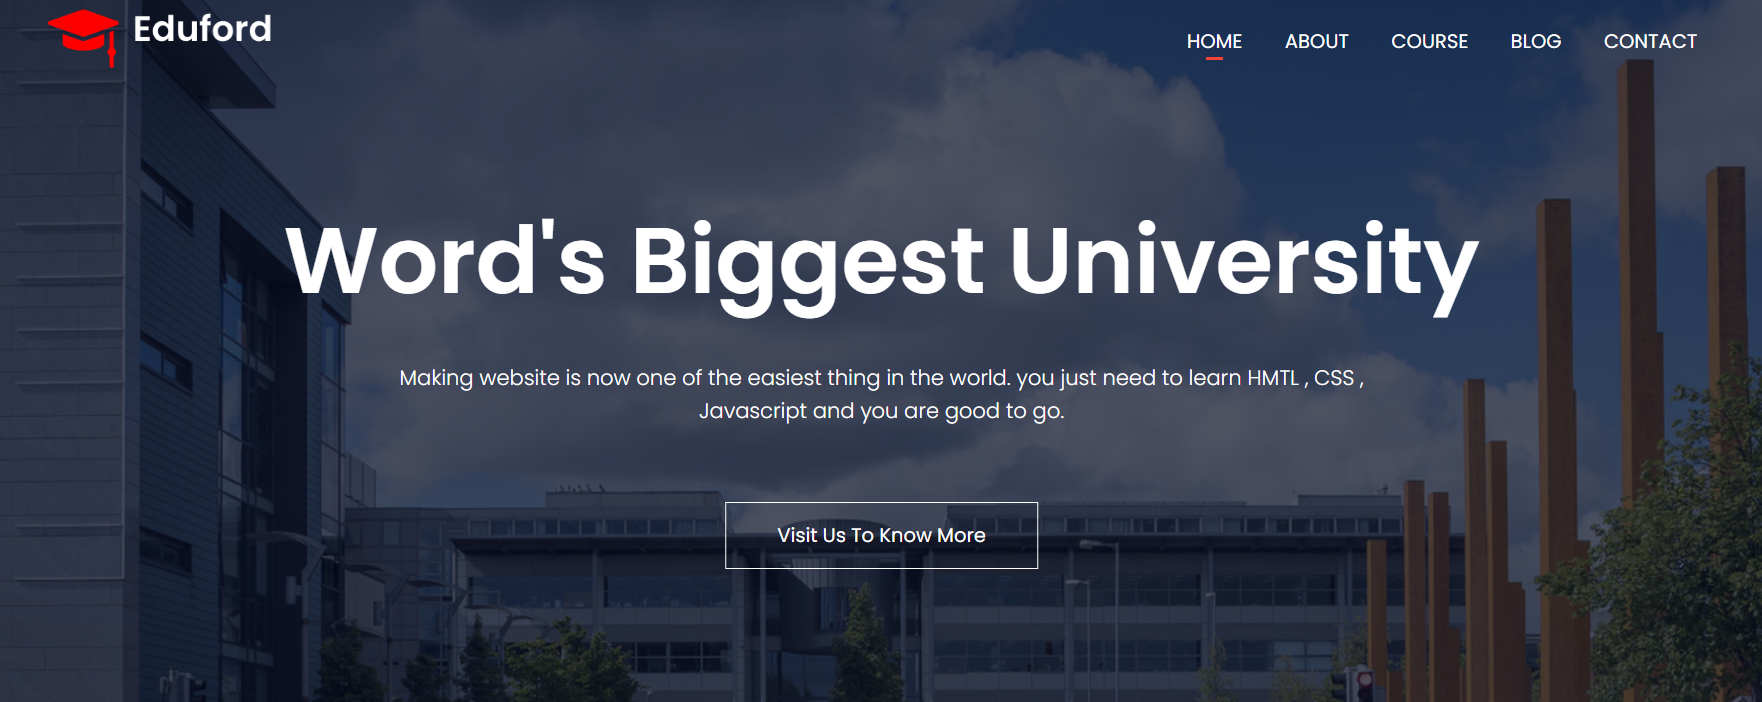 Eduford
HOME ABOUT COURSE BLOG CONTACT
Word's Biggest University
Making website is now one of the easiest thing in the world. you just need to learn HMTL , CSS ,
Javascript and you are good to go.
Visit Us To Know More